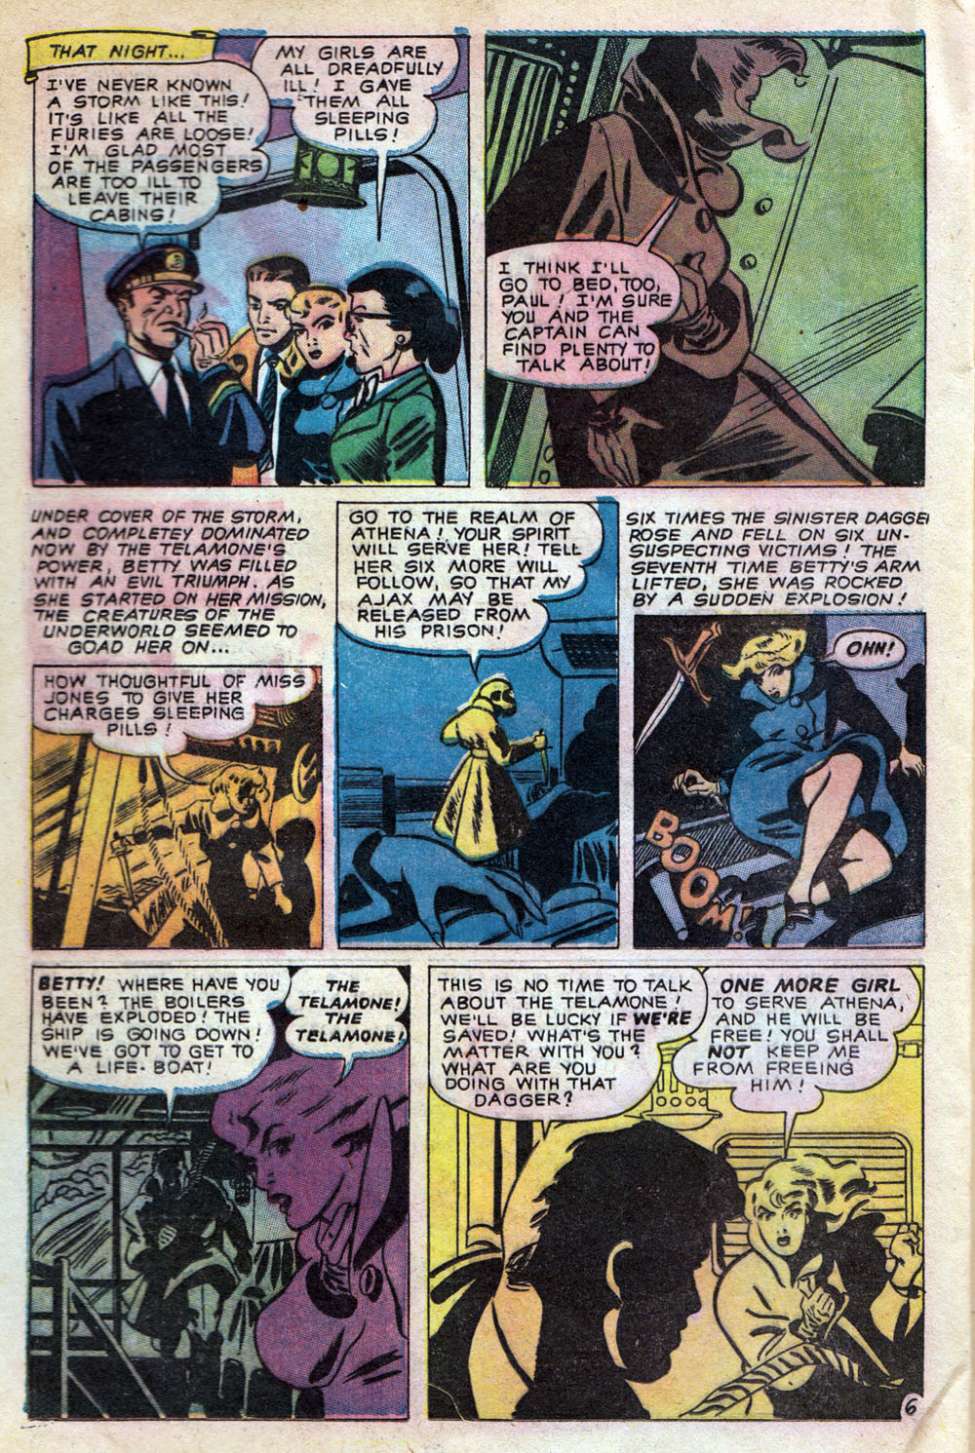 THAT NIGHT...
I'VE NEVER KNOWN
A STORM LIKE THIS!
IT'S LIKE ALL THE
FURIES ARE LOOSE!
I'M GLAD MOST
OF THE PASSENGERS
ARE TOO ILL TO
LEAVE THEIR
CABINS!
MY GIRLS ARE
ALL DREADFULLY
ILL! I GAVE
THEM ALL
SLEEPING
PILLS!
I THINK I'LL
GO TO BED, TOO,
PAUL! I'M SURE
YOU AND THE
CAPTAIN CAN
FIND PLENTY TO
TALK ABOUT!
UNDER COVER OF THE STORM,
AND COMPLETELY DOMINATED
NOW BY THE TELAMONE'S
POWER, BETTY WAS FILLED
WITH AN EVIL TRIUMPH. AS
SHE STARTED ON HER MISSION,
THE CREATURES OF THE
UNDERWORLD SEEMED TO
GOAD HER ON...
HOW THOUGHTFUL OF MISS
JONES TO GIVE HER
CHARGES SLEEPING
PILLS!
GO TO THE REALM OF
ATHENA! YOUR SPIRIT
WILL SERVE HER! TELL
HER SIX MORE WILL
FOLLOW, SO THAT MY
AJAX MAY BE
RELEASED FROM
HIS PRISON!
SIX TIMES THE SINISTER DAGGER
ROSE AND FELL ON SIX UN-
SUSPECTING VICTIMS! THE
SEVENTH TIME BETTY'S ARM
LIFTED, SHE WAS ROCKED
BY A SUDDEN EXPLOSION!
OHN!
BOOM!
BETTY! WHERE HAVE YOU
BEEN? THE BOILERS
HAVE EXPLODED! THE
SHIP IS GOING DOWN!
WE'VE GOT TO GET TO
A LIFE-BOAT!
THE
TELAMONE!
THE
TELAMONE!
THIS IS NO TIME TO TALK
ABOUT THE TELAMONE!
WE'LL BE LUCKY IF WE'RE
SAVED! WHAT'S THE
MATTER WITH YOU?
WHAT ARE YOU
DOING WITH THAT
DAGGER?
ONE MORE GIRL
TO SERVE ATHENA,
AND HE WILL BE
FREE! YOU SHALL
NOT KEEP ME
FROM FREEING
HIM!
6